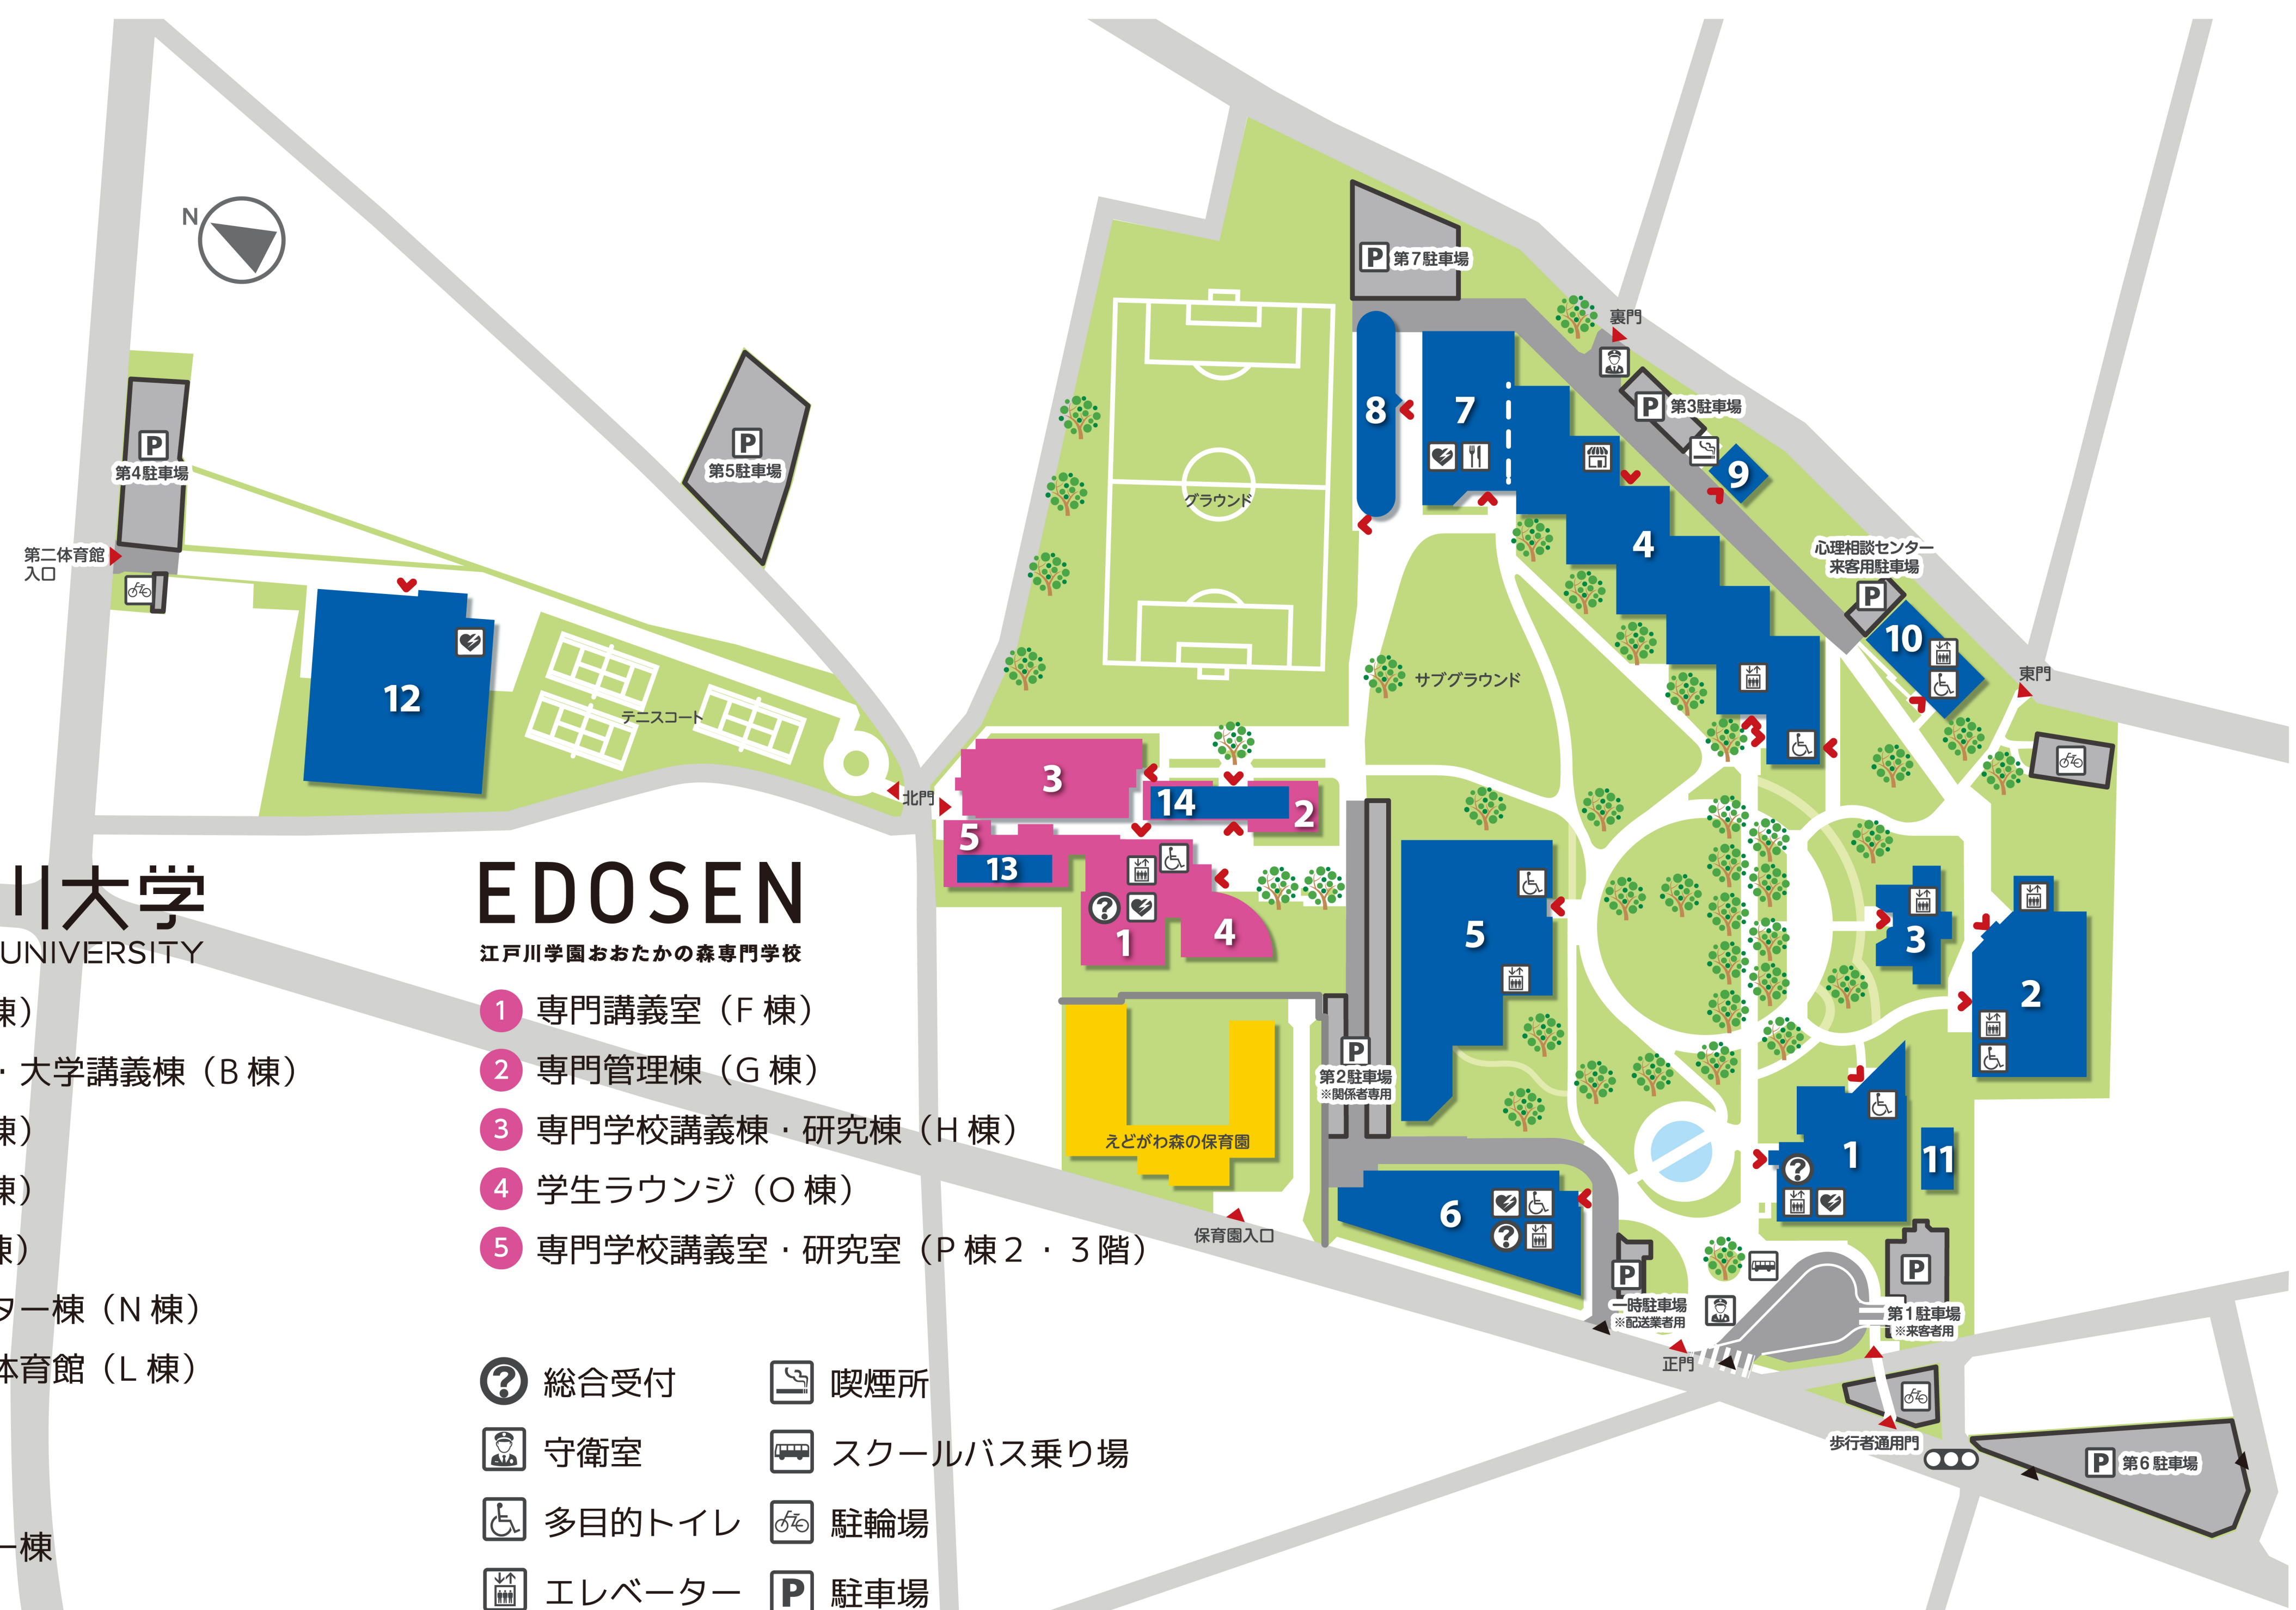 N
第7駐車場
裏門
第3駐車場
8
7
9
4
グラウンド
心理相談センター
来客用駐車場
10
東門
サブグラウンド
第4駐車場
第5駐車場
第二体育館
入口
12
テニスコート
北門
3
14
2
5
13
1
4
5
3
2
1
11
6
えどがわ森の保育園
保育園入口
第2駐車場
※関係者専用
一時駐車場
※配送業者用
正門
第1駐車場
※来客者用
歩行者通用門
第6駐車場
川大学
UNIVERSITY
棟）
・大学講義棟（B棟）
棟）
棟）
棟）
ター棟（N棟）
体育館（L棟）
ー棟
EDOSEN
江戸川学園おおたかの森専門学校
1 専門講義室（F棟）
2 専門管理棟（G棟）
3 専門学校講義棟・研究棟（H棟）
4 学生ラウンジ（O棟）
5 専門学校講義室・研究室（P棟2・3階）
? 総合受付
喫煙所
守衛室
スクールバス乗り場
多目的トイレ
駐輪場
エレベーター
P 駐車場